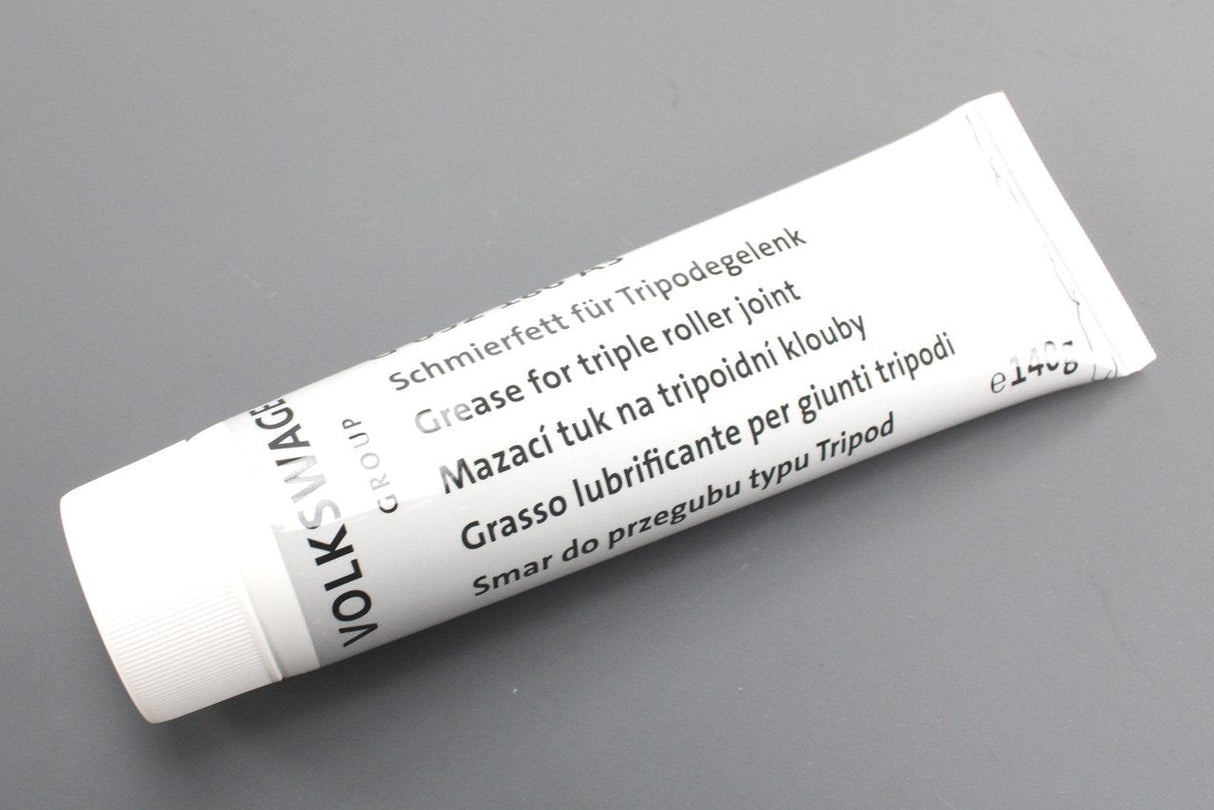 VOLKSWAGE
GROUP
Schmierfett für Tripodegelenk
Grease for triple roller joint
Mazací tuk na tripoidní klouby
Grasso lubrificante per giunti tripodi
Smar do przegubu typu Tripod
e140g